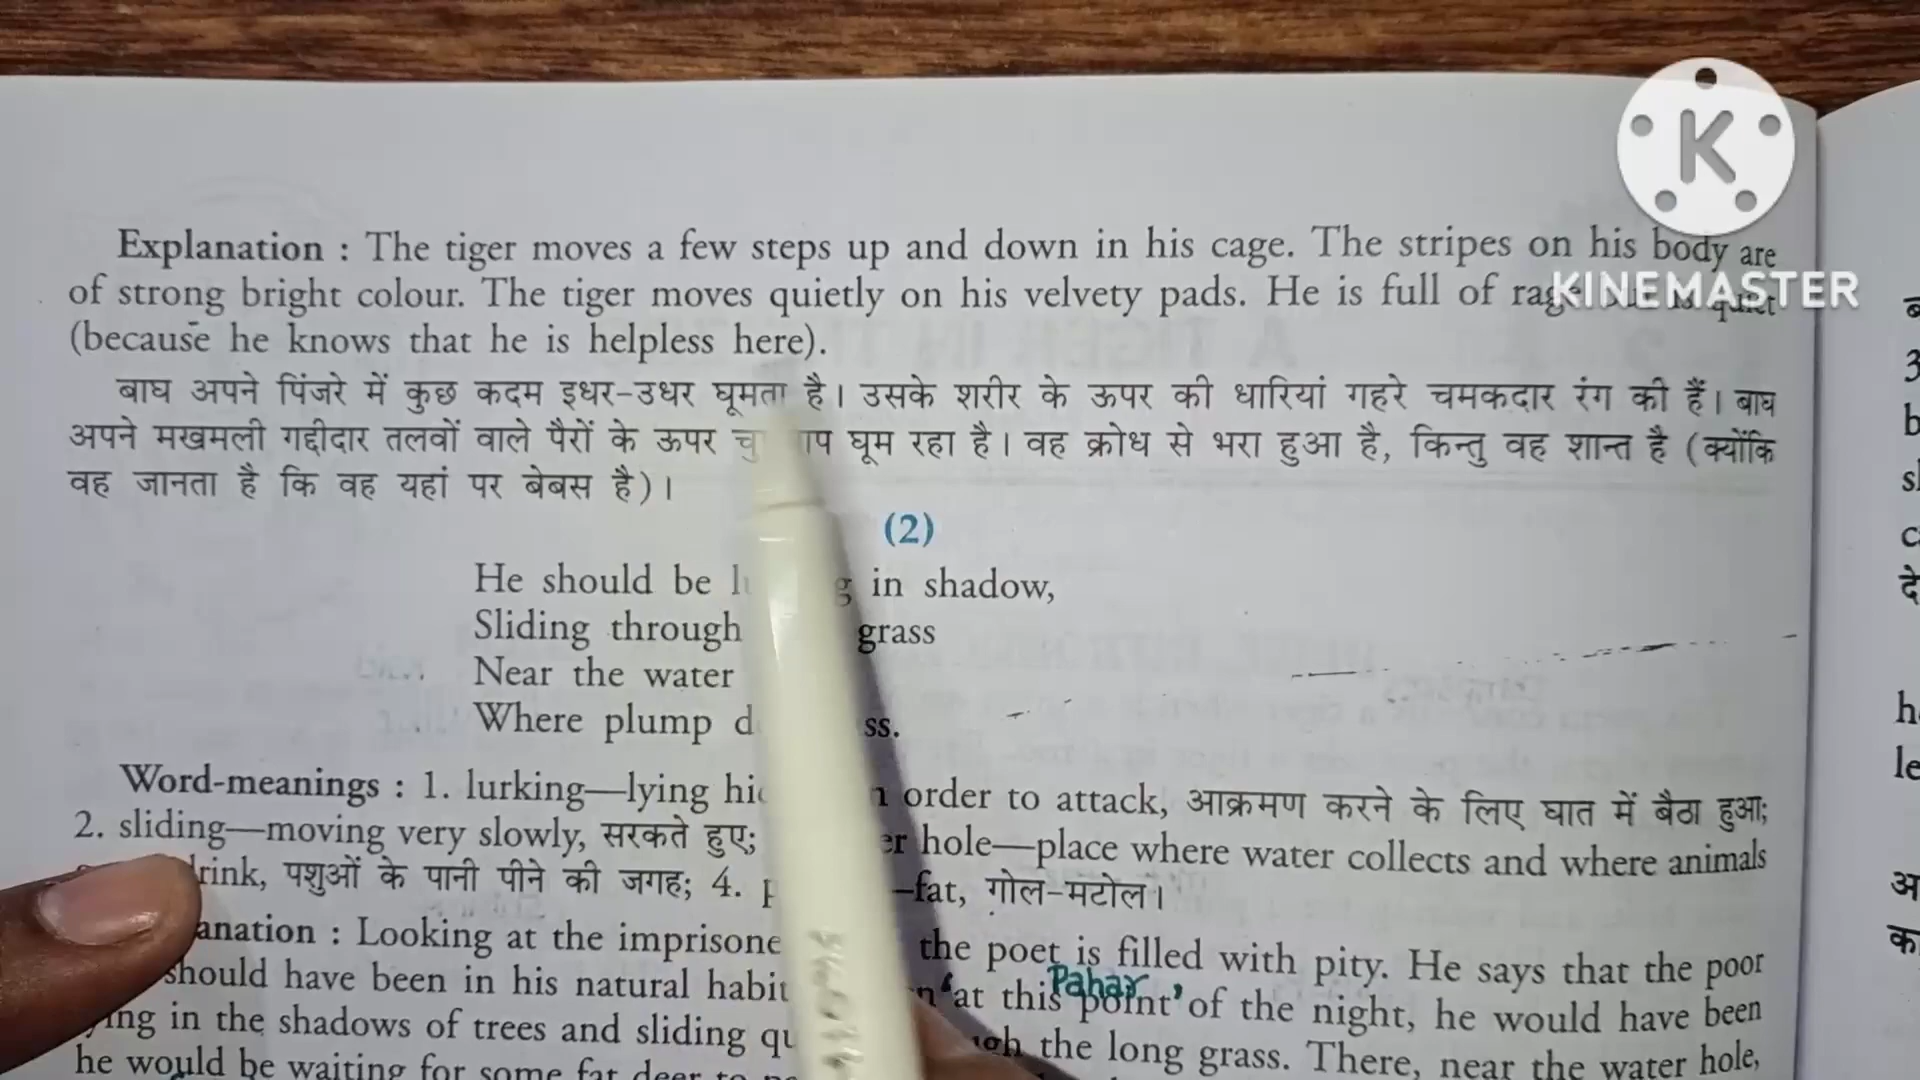 K
KINEMASTER
Explanation : The tiger moves a few steps up and down in his cage. The stripes on his body are
of strong bright colour. The tiger moves quietly on his velvety pads. He is full of quiet
(because he knows that he is helpless here).
बाघ अपने पिंजरे में कुछ कदम इधर-उधर घूमता है। उसके शरीर के ऊपर की धारियां गहरे चमकदार रंग की हैं। बाघ
अपने मखमली गद्दीदार तलवों वाले पैरों के ऊपर घूम रहा है। वह क्रोध से भरा हुआ है, किन्तु वह शान्त है (क्योंकि
वह जानता है कि वह यहां पर बेबस है)।
(2)
He should be in shadow,
Sliding through grass
Near the water
Where plump
Word-meanings : 1. lurking—lying order to attack, आक्रमण करने के लिए घात में बैठा हुआ;
2. sliding—moving very slowly, सरकते हुए; hole—place where water collects and where animals
पशुओं के पानी पीने की जगह; 4. —fat, गोल-मटोल।
: Looking at the the poet is filled with pity. He says that the poor
should have been in his natural Pahar
at this point of the night, he would have been
in the shadows of trees and sliding the long grass. There, near the water hole,
he would be waiting for some fat deer to